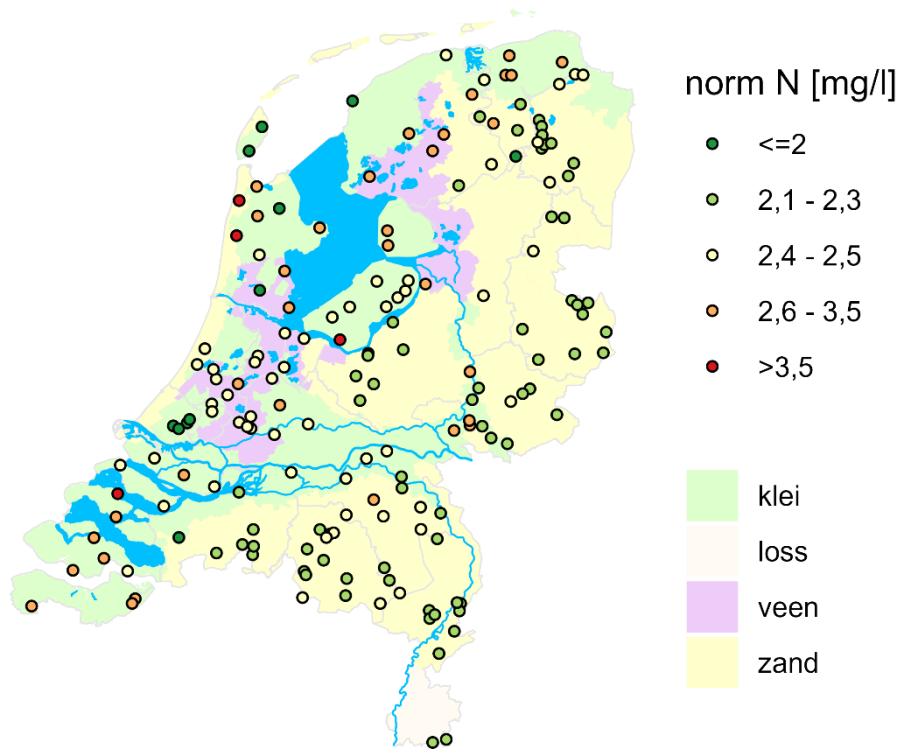 norm N [mg/l]
<=2
2,1 - 2,3
2,4 - 2,5
2,6 - 3,5
>3,5
klei
loss
veen
zand